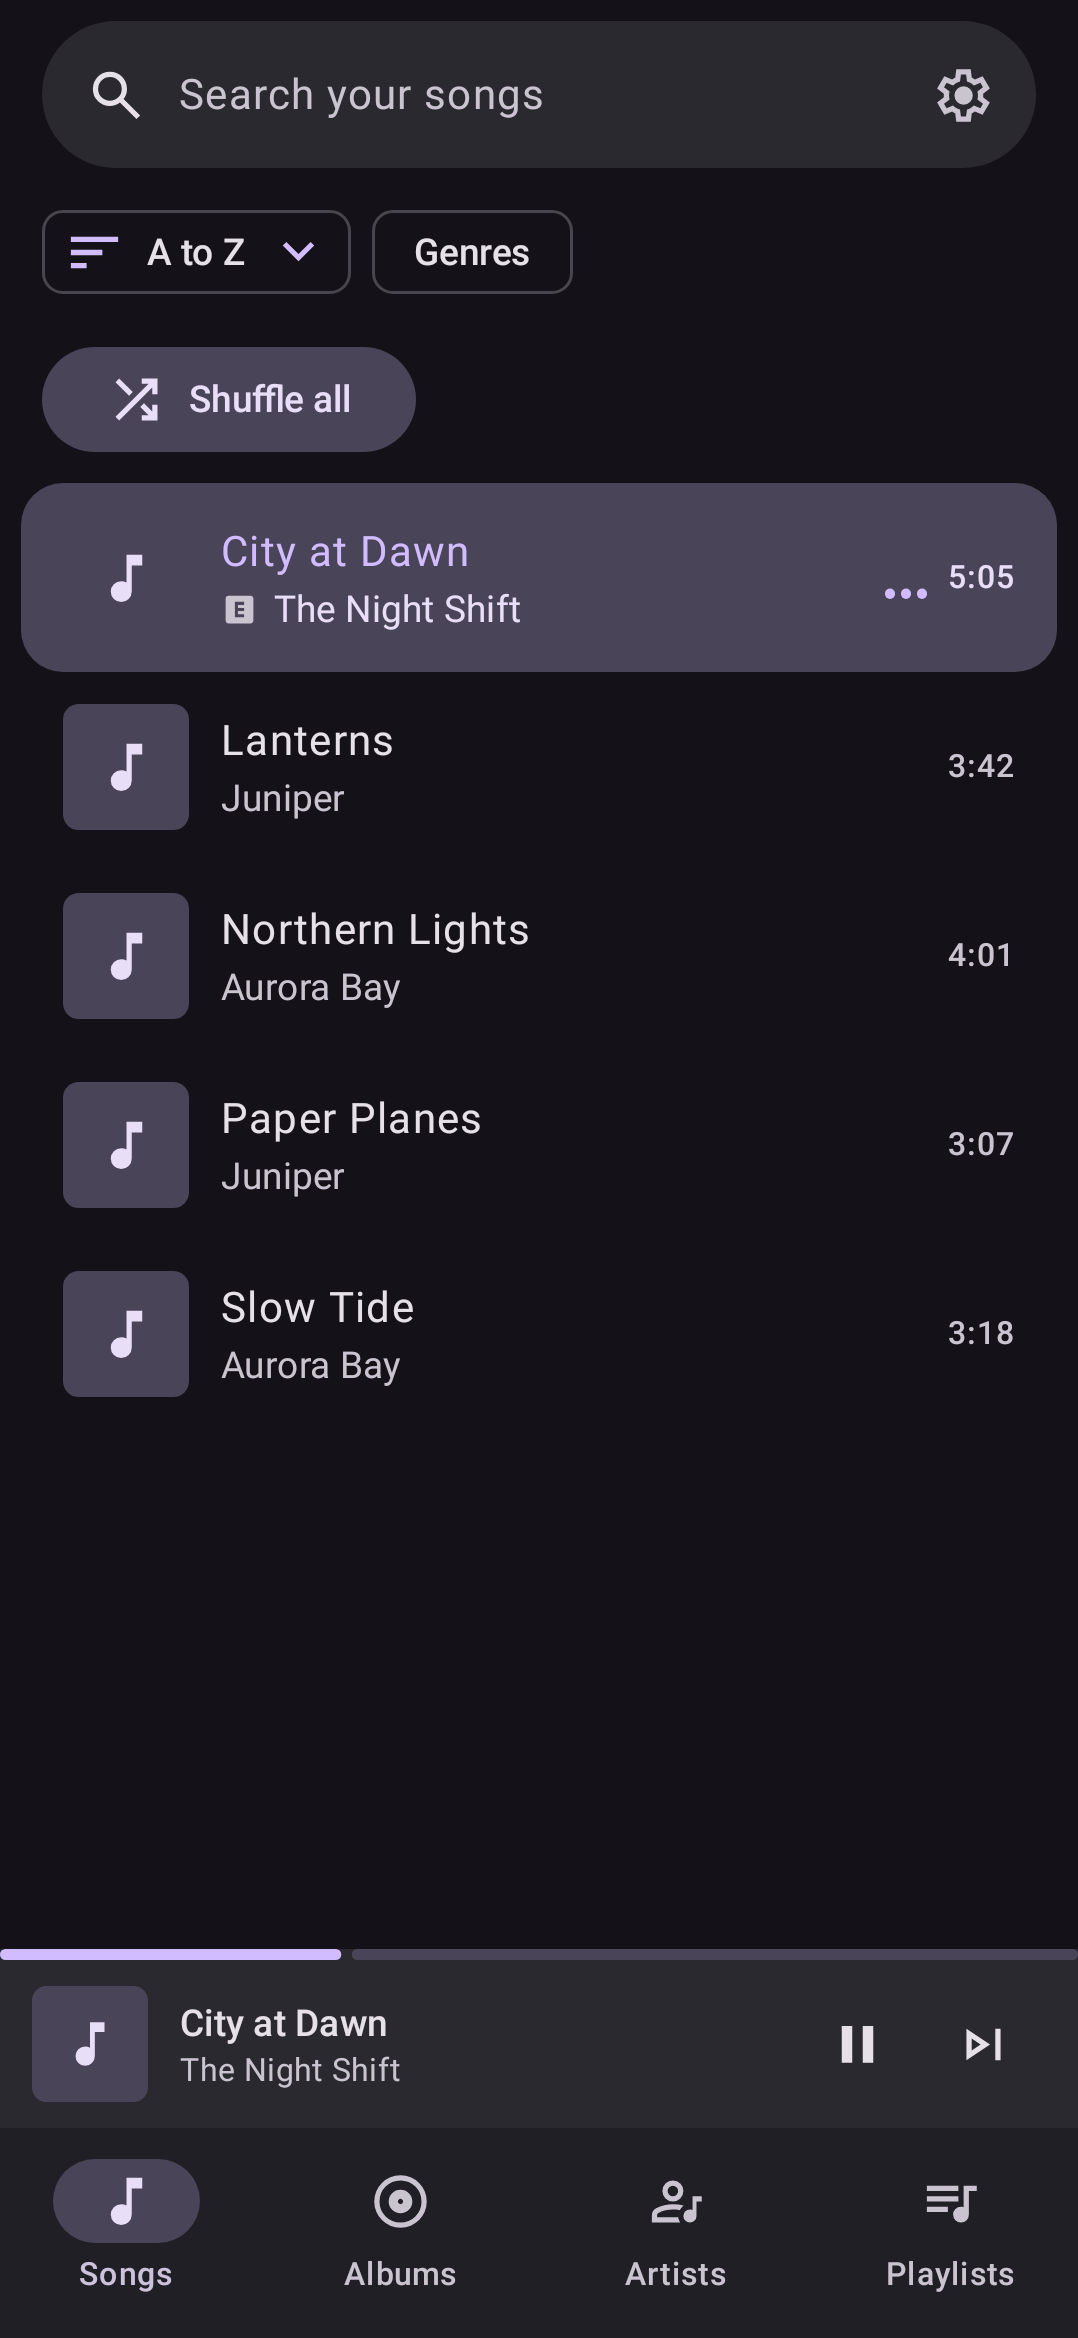 Search your songs
A to Z
Genres
Shuffle all
City at Dawn
E The Night Shift
5:05
Lanterns
Juniper
3:42
Northern Lights
Aurora Bay
4:01
Paper Planes
Juniper
3:07
Slow Tide
Aurora Bay
3:18
City at Dawn
The Night Shift
Songs
Albums
Artists
Playlists